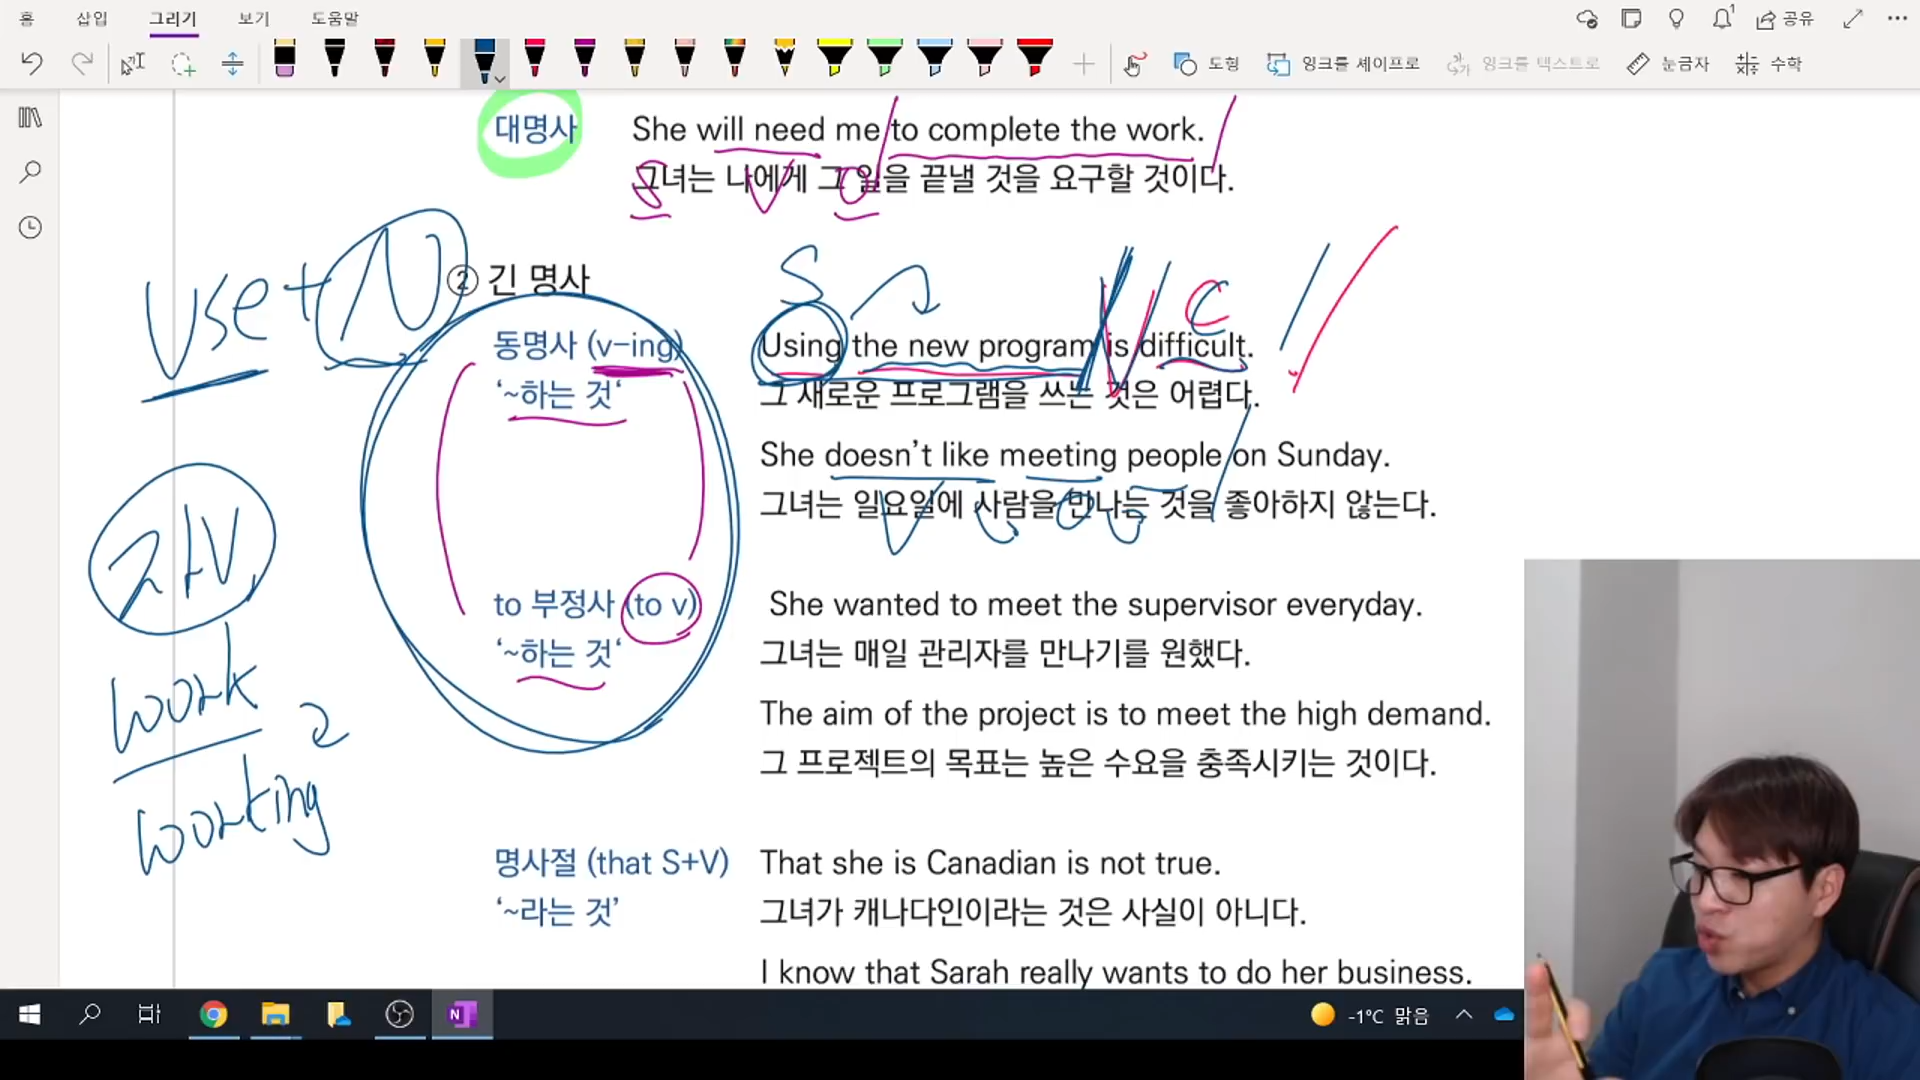 홈 삽입 그리기 보기 도움말 공유
도형 잉크를 셰이프로 잉크를 텍스트로 눈금자 수학
대명사 She will need me to complete the work.
그녀는 나에게 그 일을 끝낼 것을 요구할 것이다.
S V O
S C
use + N ② 긴 명사
동명사 (v-ing) Using the new program is difficult.
‘~하는 것‘ 그 새로운 프로그램을 쓰는 것은 어렵다.
V
She doesn't like meeting people on Sunday.
그녀는 일요일에 사람을 만나는 것을 좋아하지 않는다.
V
to 부정사 (to v) She wanted to meet the supervisor everyday.
‘~하는 것‘ 그녀는 매일 관리자를 만나기를 원했다.
work
The aim of the project is to meet the high demand.
그 프로젝트의 목표는 높은 수요을 충족시키는 것이다.
working
명사절 (that S+V) That she is Canadian is not true.
‘~라는 것’ 그녀가 캐나다인이라는 것은 사실이 아니다.
I know that Sarah really wants to do her business.
-1°C 맑음